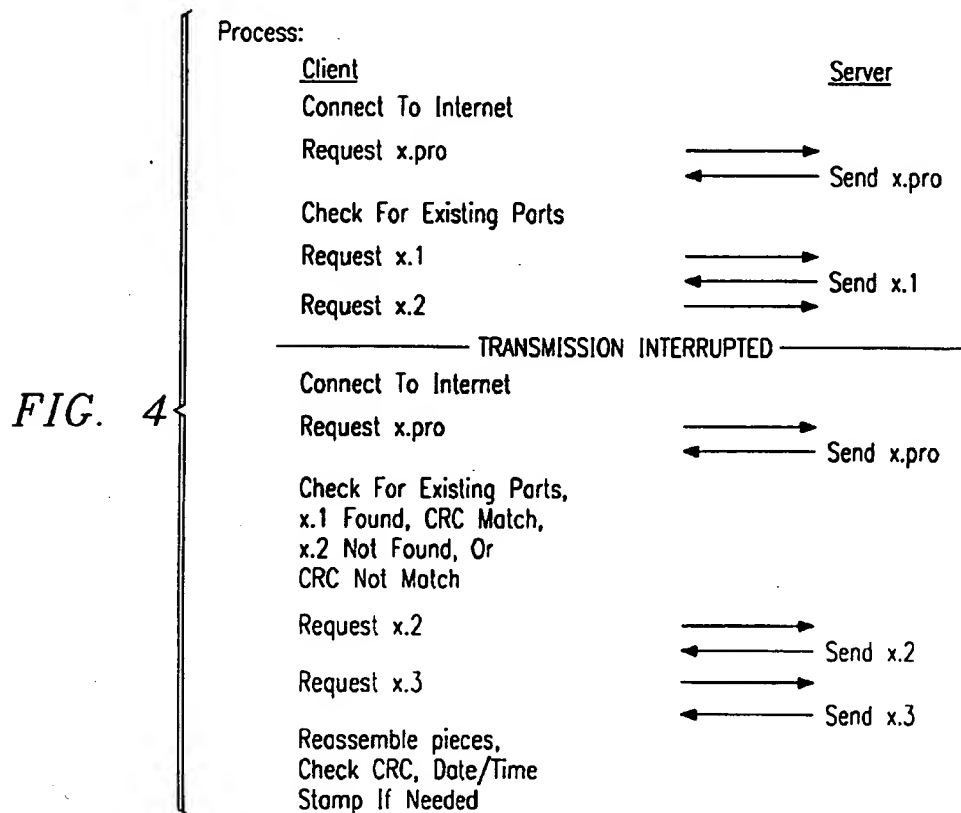 Process:
Client Server
Connect To Internet
Request x.pro
Send x.pro
Check For Existing Parts
Request x.1
Send x.1
Request x.2
TRANSMISSION INTERRUPTED
Connect To Internet
FIG. 4
Request x.pro
Send x.pro
Check For Existing Parts,
x.1 Found, CRC Match,
x.2 Not Found, Or
CRC Not Match
Request x.2
Send x.2
Request x.3
Send x.3
Reassemble pieces,
Check CRC, Date/Time
Stamp If Needed